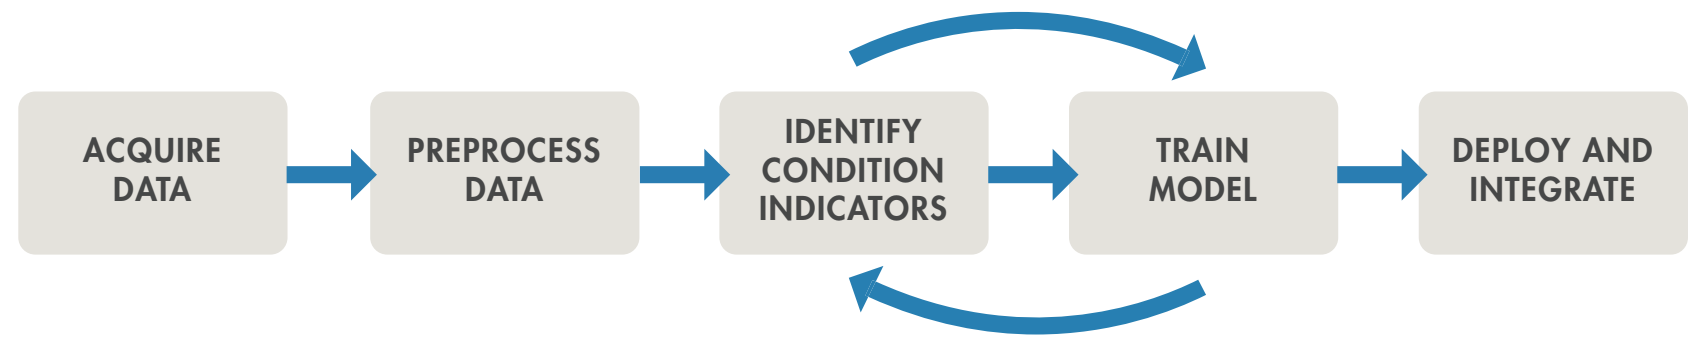 ACQUIRE
DATA
PREPROCESS
DATA
IDENTIFY
CONDITION
INDICATORS
TRAIN
MODEL
DEPLOY AND
INTEGRATE